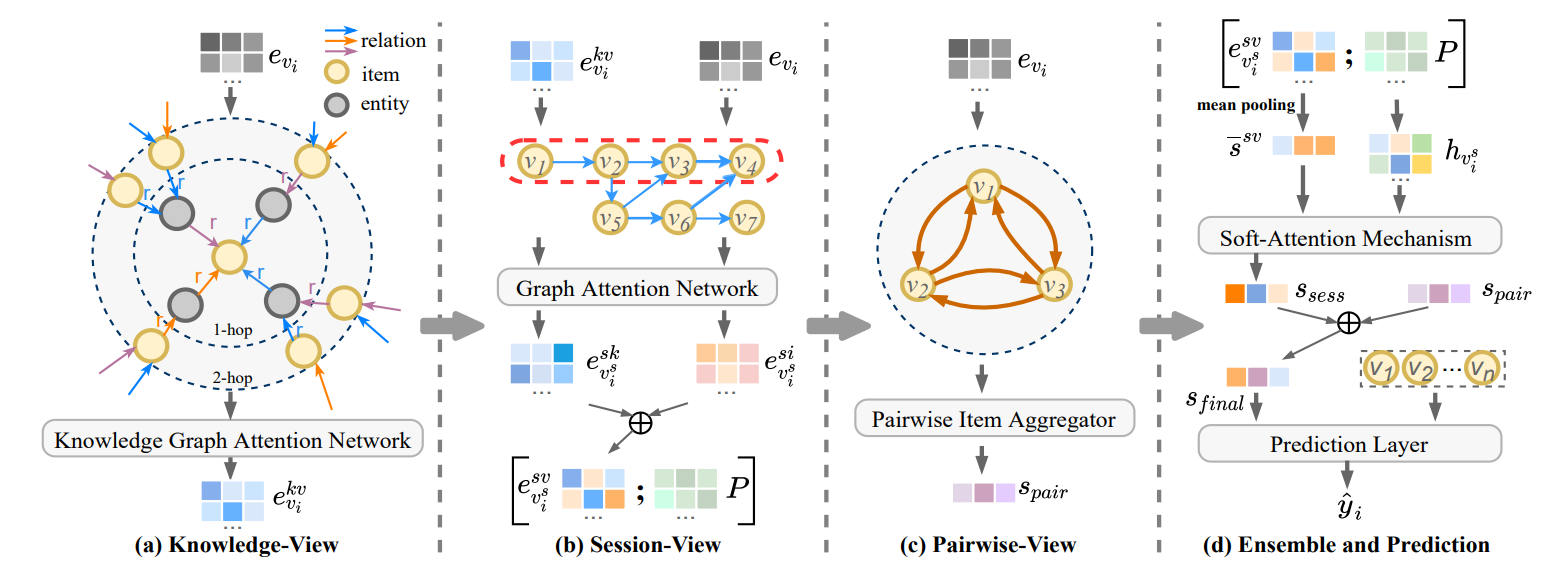 e_{v_i}
...
relation
item
entity
r
r
r
r
r
r
r
r
1-hop
2-hop
Knowledge Graph Attention Network
e^{kv}_{v_i}
...
(a) Knowledge-View
e^{kv}_{v_i}
...
e_{v_i}
...
v_1 v_2 v_3 v_4
v_5 v_6 v_7
Graph Attention Network
e^{sk}_{v^s_i}
...
e^{si}_{v^s_i}
...
[ e^{sv}_{v^s_i} ; P ]
... ...
(b) Session-View
e_{v_i}
...
v_1
v_2 v_3
Pairwise Item Aggregator
s_{pair}
(c) Pairwise-View
[ e^{sv}_{v^s_i} ; P ]
... ...
mean pooling
\overline{s}^{sv}
h_{v^s_i}
...
Soft-Attention Mechanism
s_{sess} s_{pair}
v_1 v_2 ... v_n
s_{final}
Prediction Layer
ŷ_i
(d) Ensemble and Prediction